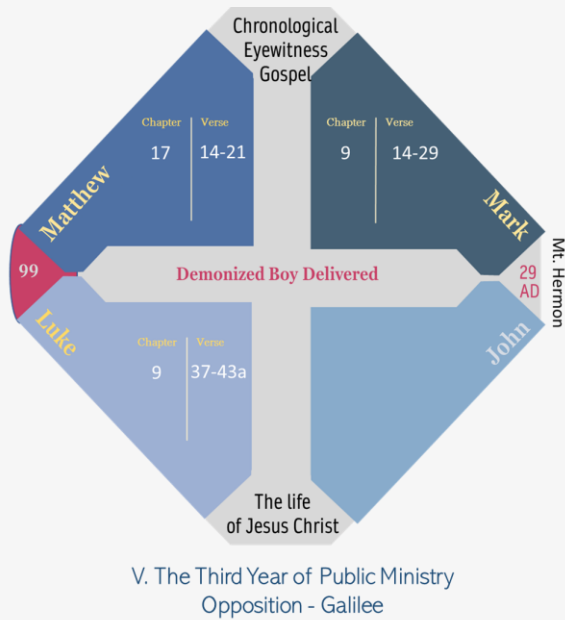 Chronological
Eyewitness
Gospel
Chapter Verse
17 14-21
Matthew
Chapter Verse
9 14-29
Mark
99
Demonized Boy Delivered
29
AD
Mt. Hermon
Luke
Chapter Verse
9 37-43a
John
The life
of Jesus Christ
V. The Third Year of Public Ministry
Opposition - Galilee